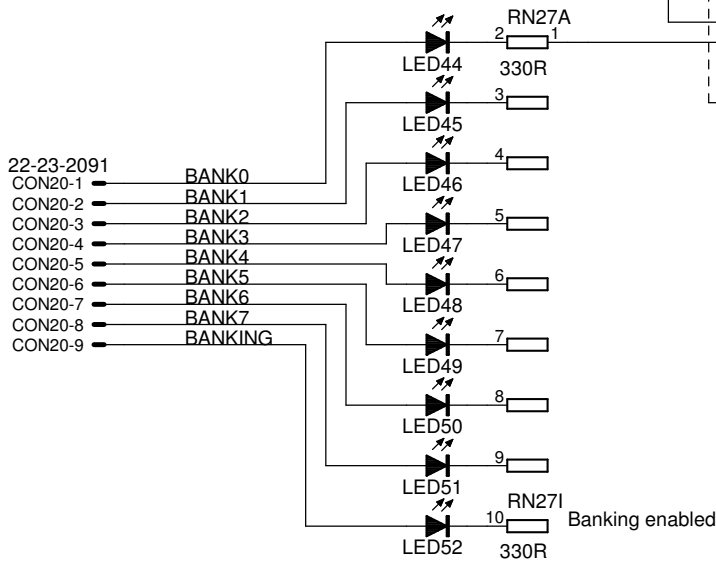 RN27A
2 1
LED44 330R
3
LED45
22-23-2091
CON20-1 BANK0
4
LED46
CON20-2 BANK1
CON20-3 BANK2
5
CON20-4 BANK3
LED47
CON20-5 BANK4
CON20-6 BANK5
6
CON20-7 BANK6
LED48
CON20-8 BANK7
CON20-9 BANKING
7
LED49
8
LED50
9
LED51
RN27I
10 Banking enabled
LED52 330R